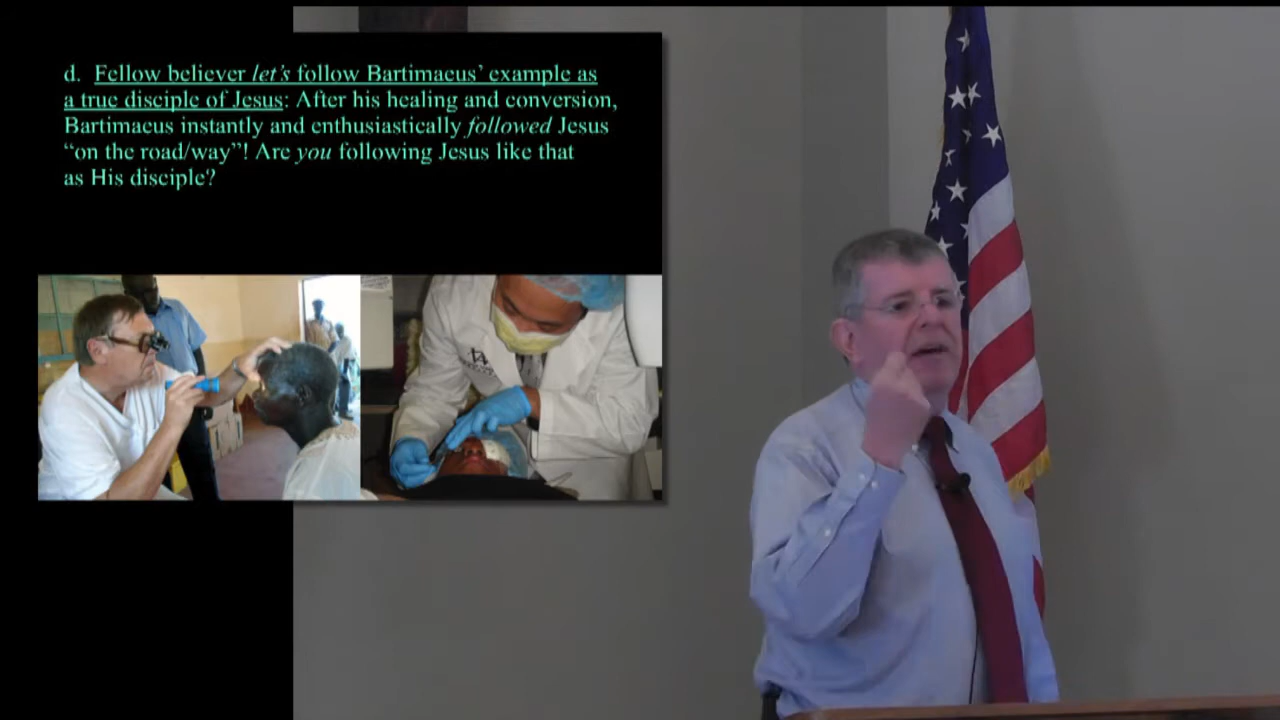 d. Fellow believer let's follow Bartimaeus' example as
a true disciple of Jesus: After his healing and conversion,
Bartimaeus instantly and enthusiastically followed Jesus
“on the road/way”! Are you following Jesus like that
as His disciple?